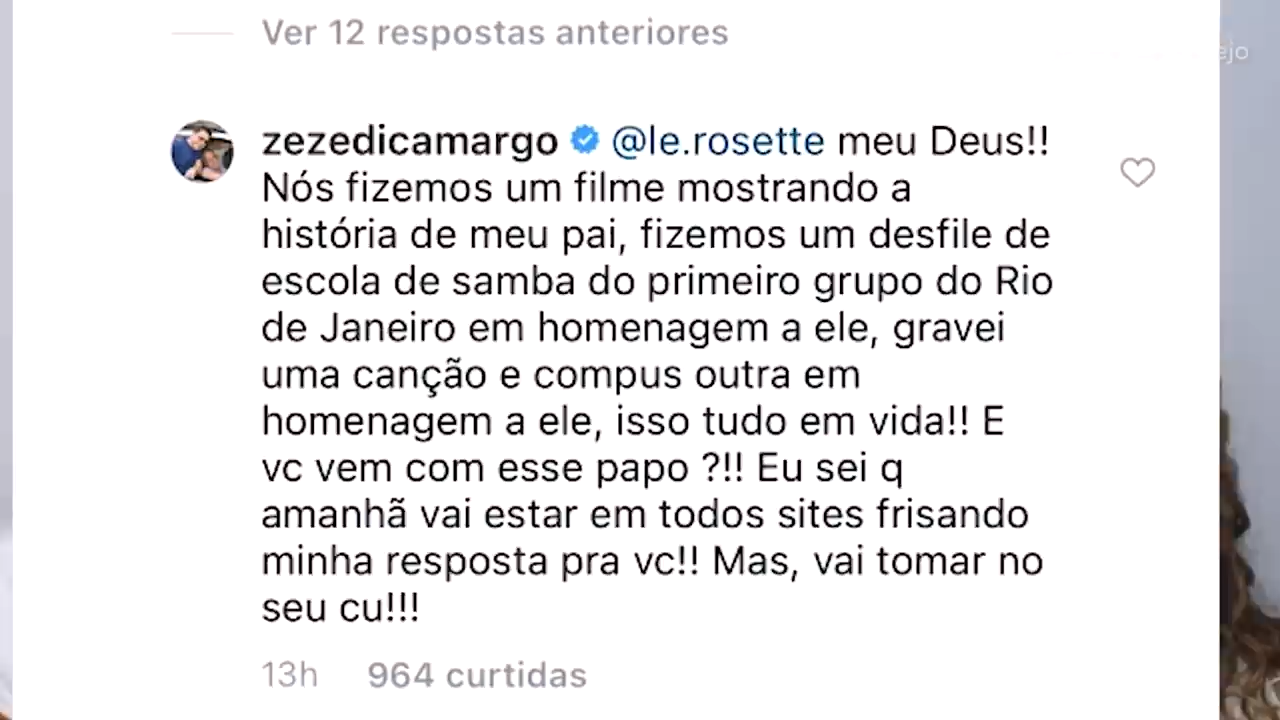 Ver 12 respostas anteriores
zezedicamargo @le.rosette meu Deus!!
Nós fizemos um filme mostrando a
história de meu pai, fizemos um desfile de
escola de samba do primeiro grupo do Rio
de Janeiro em homenagem a ele, gravei
uma canção e compus outra em
homenagem a ele, isso tudo em vida!! E
vc vem com esse papo ?!! Eu sei q
amanhã vai estar em todos sites frisando
minha resposta pra vc!! Mas, vai tomar no
seu cu!!!
13h 964 curtidas